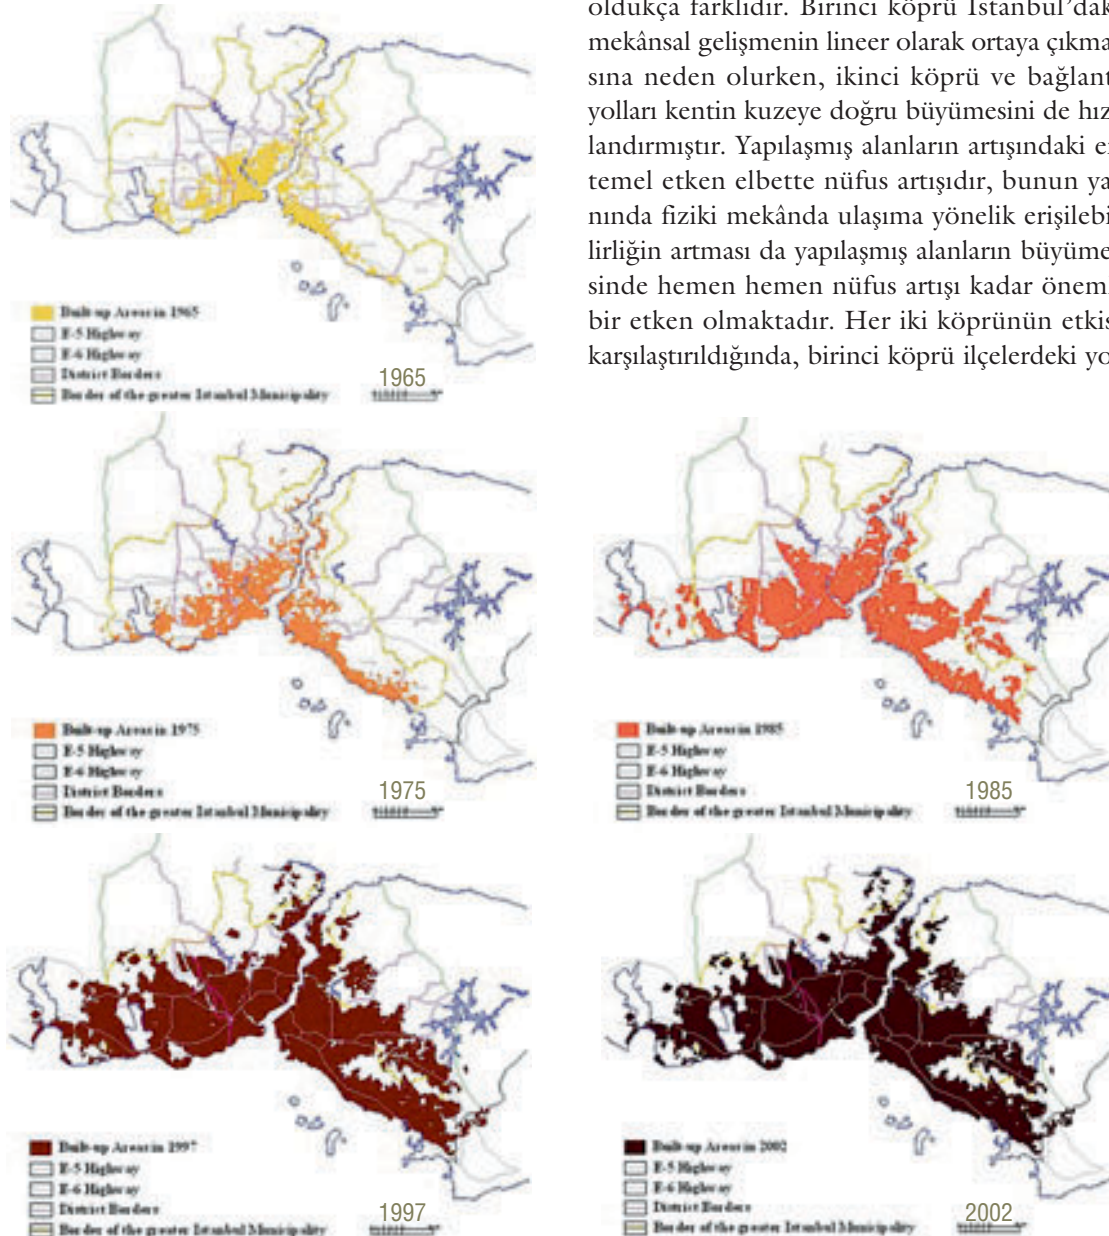 oldukça farklıdır. Birinci köprü İstanbul’dak
mekânsal gelişmenin lineer olarak ortaya çıkma
sına neden olurken, ikinci köprü ve bağlant
yolları kentin kuzeye doğru büyümesini de hız
landırmıştır. Yapılaşmış alanların artışındaki e
temel etken elbette nüfus artışıdır, bunun ya
nında fiziki mekânda ulaşıma yönelik erişilebi
lirliğin artması da yapılaşmış alanların büyüme
sinde hemen hemen nüfus artışı kadar önem
bir etken olmaktadır. Her iki köprünün etkis
karşılaştırıldığında, birinci köprü ilçelerdeki yo
Built-up Areas in 1965
E-5 Highway
E-6 Highway
District Borders
Border of the greater Istanbul Municipality
1965
Built-up Areas in 1975
E-5 Highway
E-6 Highway
District Borders
Border of the greater Istanbul Municipality
1975
Built-up Areas in 1985
E-5 Highway
E-6 Highway
District Borders
Border of the greater Istanbul Municipality
1985
Built-up Areas in 1997
E-5 Highway
E-6 Highway
District Borders
Border of the greater Istanbul Municipality
1997
Built-up Areas in 2002
E-5 Highway
E-6 Highway
District Borders
Border of the greater Istanbul Municipality
2002